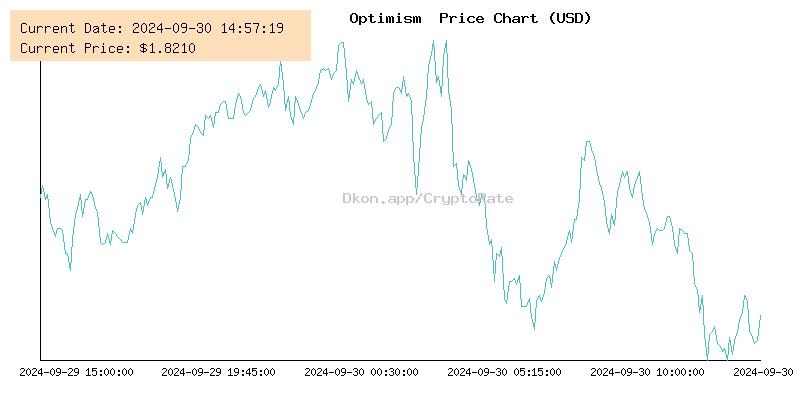 Optimism  Price Chart (USD)
Current Date: 2024-09-30 14:57:19
Current Price: $1.8210
Dkon.app/CryptoRate
2024-09-29 15:00:00 2024-09-29 19:45:00 2024-09-30 00:30:00 2024-09-30 05:15:00 2024-09-30 10:00:00 2024-09-30